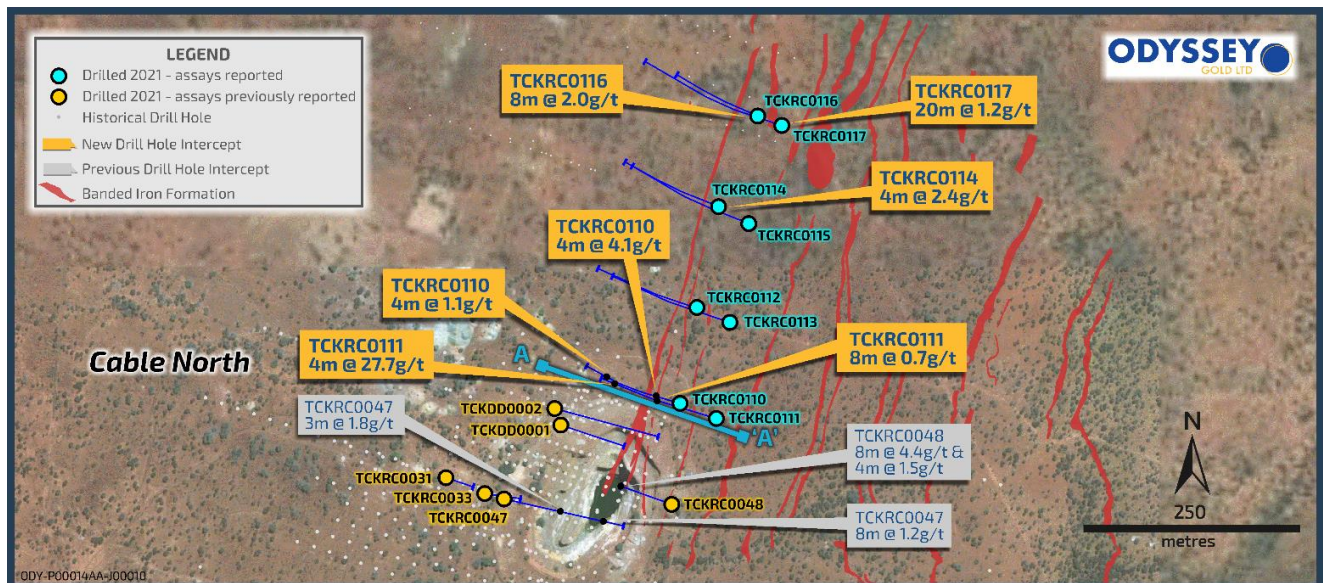 LEGEND
Drilled 2021 - assays reported
Drilled 2021 - assays previously reported
Historical Drill Hole
New Drill Hole Intercept
Previous Drill Hole Intercept
Banded Iron Formation
ODYSSEY
GOLD LTD
TCKRC0116
8m @ 2.0g/t
TCKRC0116
TCKRC0117
TCKRC0117
20m @ 1.2g/t
TCKRC0114
TCKRC0115
TCKRC0114
4m @ 2.4g/t
TCKRC0110
4m @ 4.1g/t
TCKRC0110
4m @ 1.1g/t
TCKRC0112
TCKRC0113
TCKRC0111
4m @ 27.7g/t
TCKRC0111
8m @ 0.7g/t
Cable North
A
TCKRC0110
TCKRC0111
'A'
TCKRC0047
3m @ 1.8g/t
TCKDD0002
TCKDD0001
TCKRC0048
8m @ 4.4g/t &
4m @ 1.5g/t
TCKRC0031
TCKRC0033
TCKRC0047
TCKRC0048
TCKRC0047
8m @ 1.2g/t
N
250
metres
ODY-P00014AA-J00010